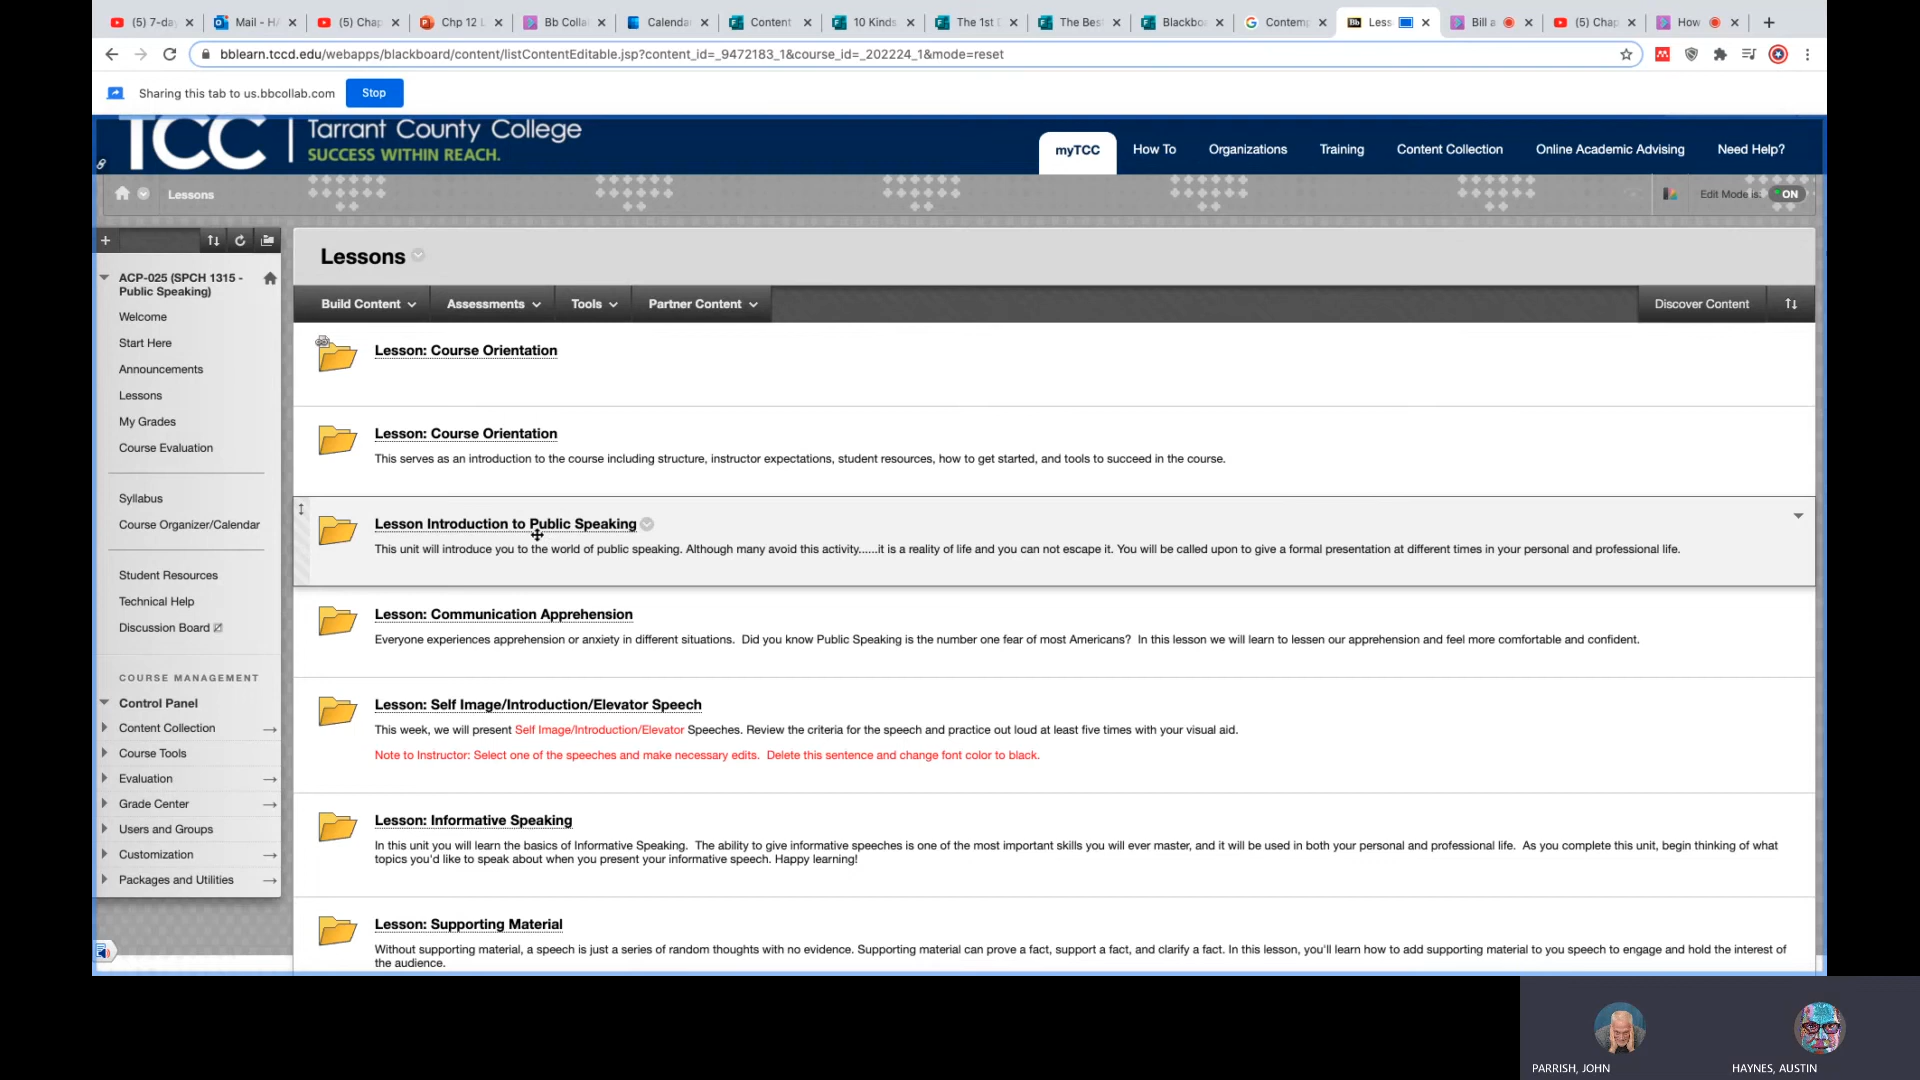 (5) 7-da
Mail - HA
(5) Chap
Chp 12 L
Bb Colla
Calenda
Content
10 Kinds
The 1st D
The Bes
Blackbo
Contem
Less
Bill a
(5) Chap
How
bblearn.tccd.edu/webapps/blackboard/content/listContentEditable.jsp?content_id=_9472183_1&course_id=_202224_1&mode=reset
Sharing this tab to us.bbcollab.com
Stop
TCC
Tarrant County College
SUCCESS WITHIN REACH.
myTCC
How To
Organizations
Training
Content Collection
Online Academic Advising
Need Help?
Lessons
Edit Mode is:
ON
ACP-025 (SPCH 1315 -
Public Speaking)
Welcome
Start Here
Announcements
Lessons
My Grades
Course Evaluation
Syllabus
Course Organizer/Calendar
Student Resources
Technical Help
Discussion Board
COURSE MANAGEMENT
Control Panel
Content Collection
Course Tools
Evaluation
Grade Center
Users and Groups
Customization
Packages and Utilities
Lessons
Build Content
Assessments
Tools
Partner Content
Discover Content
Lesson: Course Orientation
Lesson: Course Orientation
This serves as an introduction to the course including structure, instructor expectations, student resources, how to get started, and tools to succeed in the course.
Lesson Introduction to Public Speaking
This unit will introduce you to the world of public speaking. Although many avoid this activity......it is a reality of life and you can not escape it. You will be called upon to give a formal presentation at different times in your personal and professional life.
Lesson: Communication Apprehension
Everyone experiences apprehension or anxiety in different situations.  Did you know Public Speaking is the number one fear of most Americans?  In this lesson we will learn to lessen our apprehension and feel more comfortable and confident.
Lesson: Self Image/Introduction/Elevator Speech
This week, we will present Self Image/Introduction/Elevator Speeches. Review the criteria for the speech and practice out loud at least five times with your visual aid.
Note to Instructor: Select one of the speeches and make necessary edits.  Delete this sentence and change font color to black.
Lesson: Informative Speaking
In this unit you will learn the basics of Informative Speaking.  The ability to give informative speeches is one of the most important skills you will ever master, and it will be used in both your personal and professional life.  As you complete this unit, begin thinking of what
topics you'd like to speak about when you present your informative speech. Happy learning!
Lesson: Supporting Material
Without supporting material, a speech is just a series of random thoughts with no evidence. Supporting material can prove a fact, support a fact, and clarify a fact. In this lesson, you'll learn how to add supporting material to you speech to engage and hold the interest of
the audience.
PARRISH, JOHN
HAYNES, AUSTIN